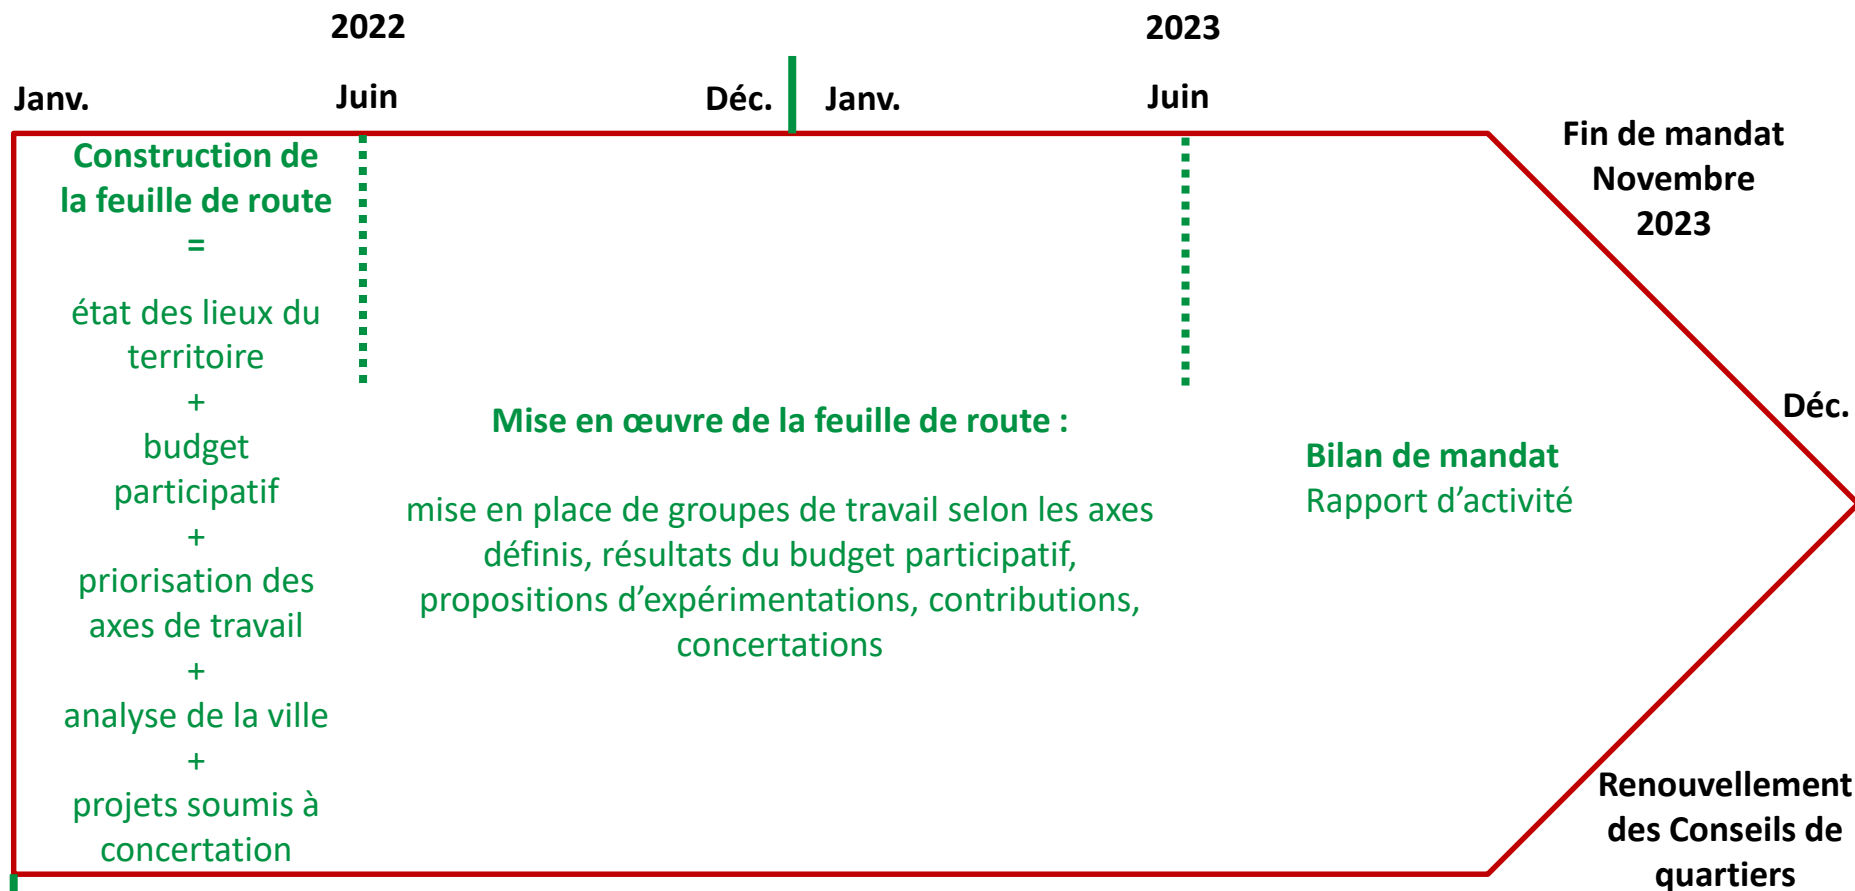 2022
2023
Janv.
Juin
Déc.
Janv.
Juin
Construction de
la feuille de route
=
état des lieux du
territoire
+
budget
participatif
+
priorisation des
axes de travail
+
analyse de la ville
+
projets soumis à
concertation
Mise en œuvre de la feuille de route :
mise en place de groupes de travail selon les axes
définis, résultats du budget participatif,
propositions d’expérimentations, contributions,
concertations
Bilan de mandat
Rapport d’activité
Fin de mandat
Novembre
2023
Déc.
Renouvellement
des Conseils de
quartiers